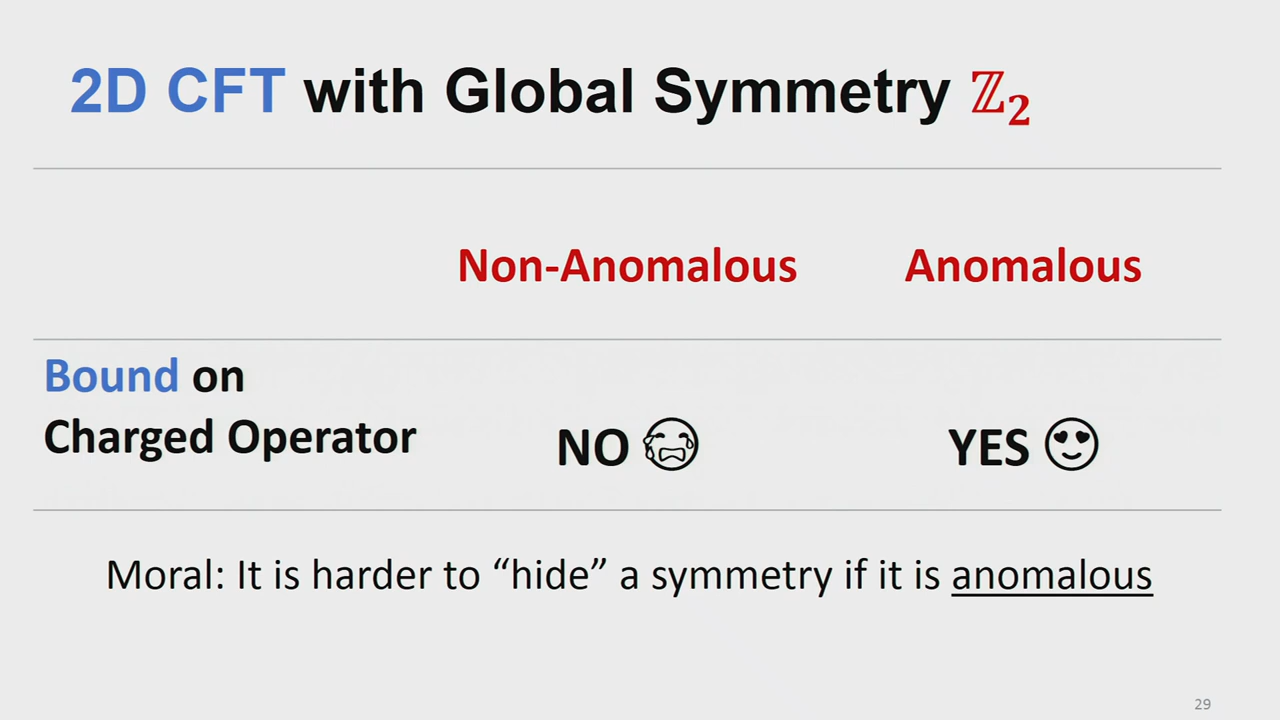 2D CFT with Global Symmetry ℤ₂
Non-Anomalous Anomalous
Bound on
Charged Operator NO 😭 YES 😍
Moral: It is harder to “hide” a symmetry if it is anomalous
29